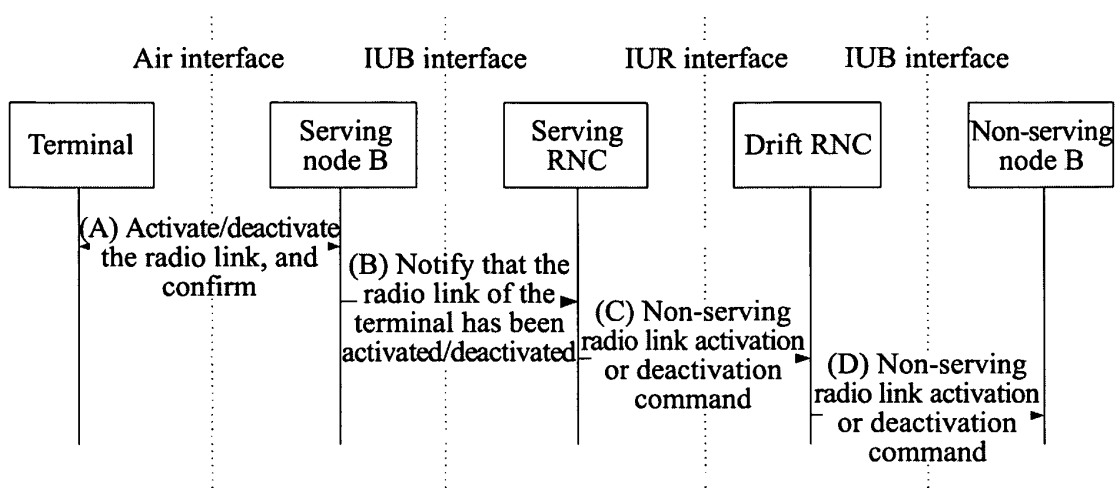 Air interface
IUB interface
IUR interface
IUB interface
Terminal
Serving
node B
Serving
RNC
Drift RNC
Non-serving
node B
(A) Activate/deactivate
the radio link, and
confirm
(B) Notify that the
radio link of the
terminal has been
activated/deactivated
(C) Non-serving
radio link activation
or deactivation
command
(D) Non-serving
radio link activation
or deactivation
command